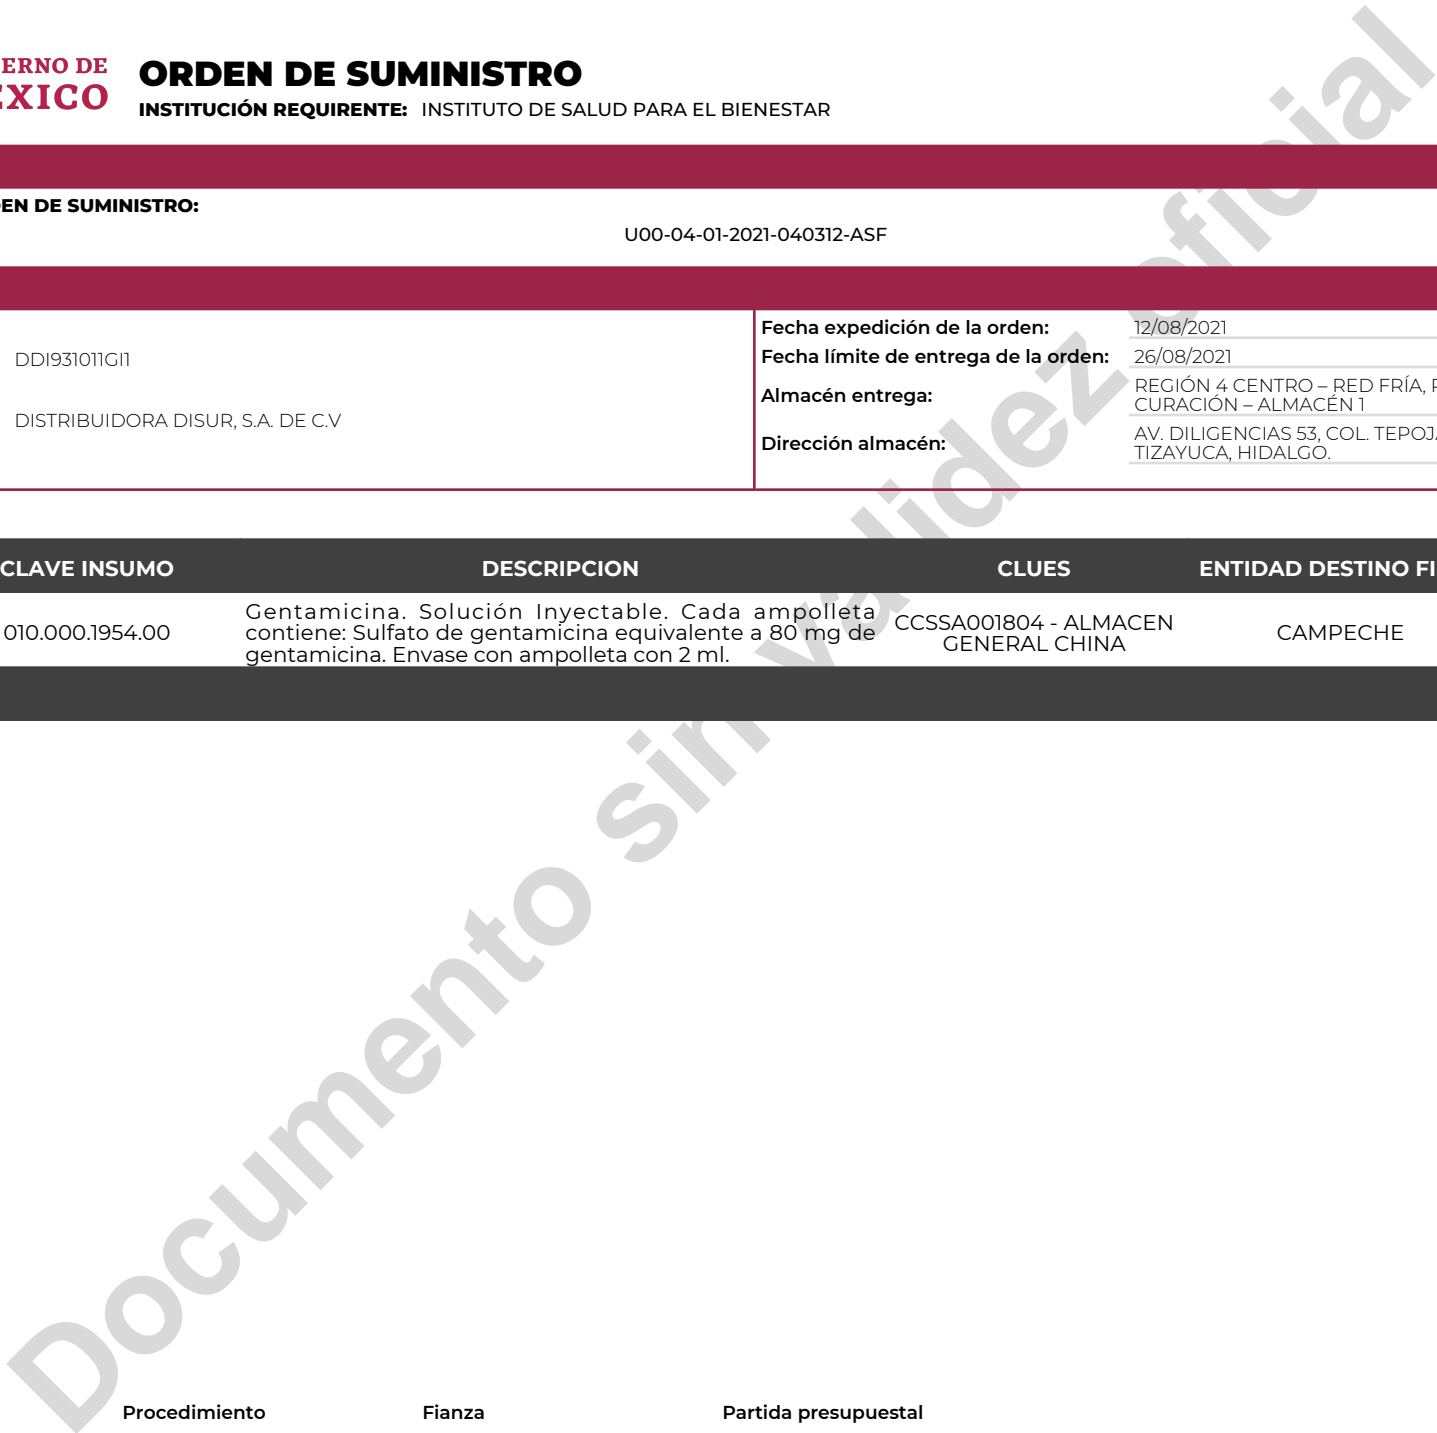 ERNO DE
ORDEN DE SUMINISTRO
INSTITUCIÓN REQUIRENTE: INSTITUTO DE SALUD PARA EL BIENESTAR
EN DE SUMINISTRO:
U00-04-01-2021-040312-ASF
DDI931011GI1
DISTRIBUIDORA DISUR, S.A. DE C.V
Fecha expedición de la orden: 12/08/2021
Fecha límite de entrega de la orden: 26/08/2021
Almacén entrega: REGIÓN 4 CENTRO – RED FRÍA,
CURACIÓN – ALMACÉN 1
Dirección almacén: AV. DILIGENCIAS 53, COL. TEPOJ
TIZAYUCA, HIDALGO.
CLAVE INSUMO DESCRIPCION CLUES ENTIDAD DESTINO FI
010.000.1954.00
Gentamicina. Solución Inyectable. Cada ampolleta
contiene: Sulfato de gentamicina equivalente a 80 mg de
gentamicina. Envase con ampolleta con 2 ml.
CCSSA001804 - ALMACEN
GENERAL CHINA
CAMPECHE
Documento sin validez oficial
Procedimiento Fianza Partida presupuestal